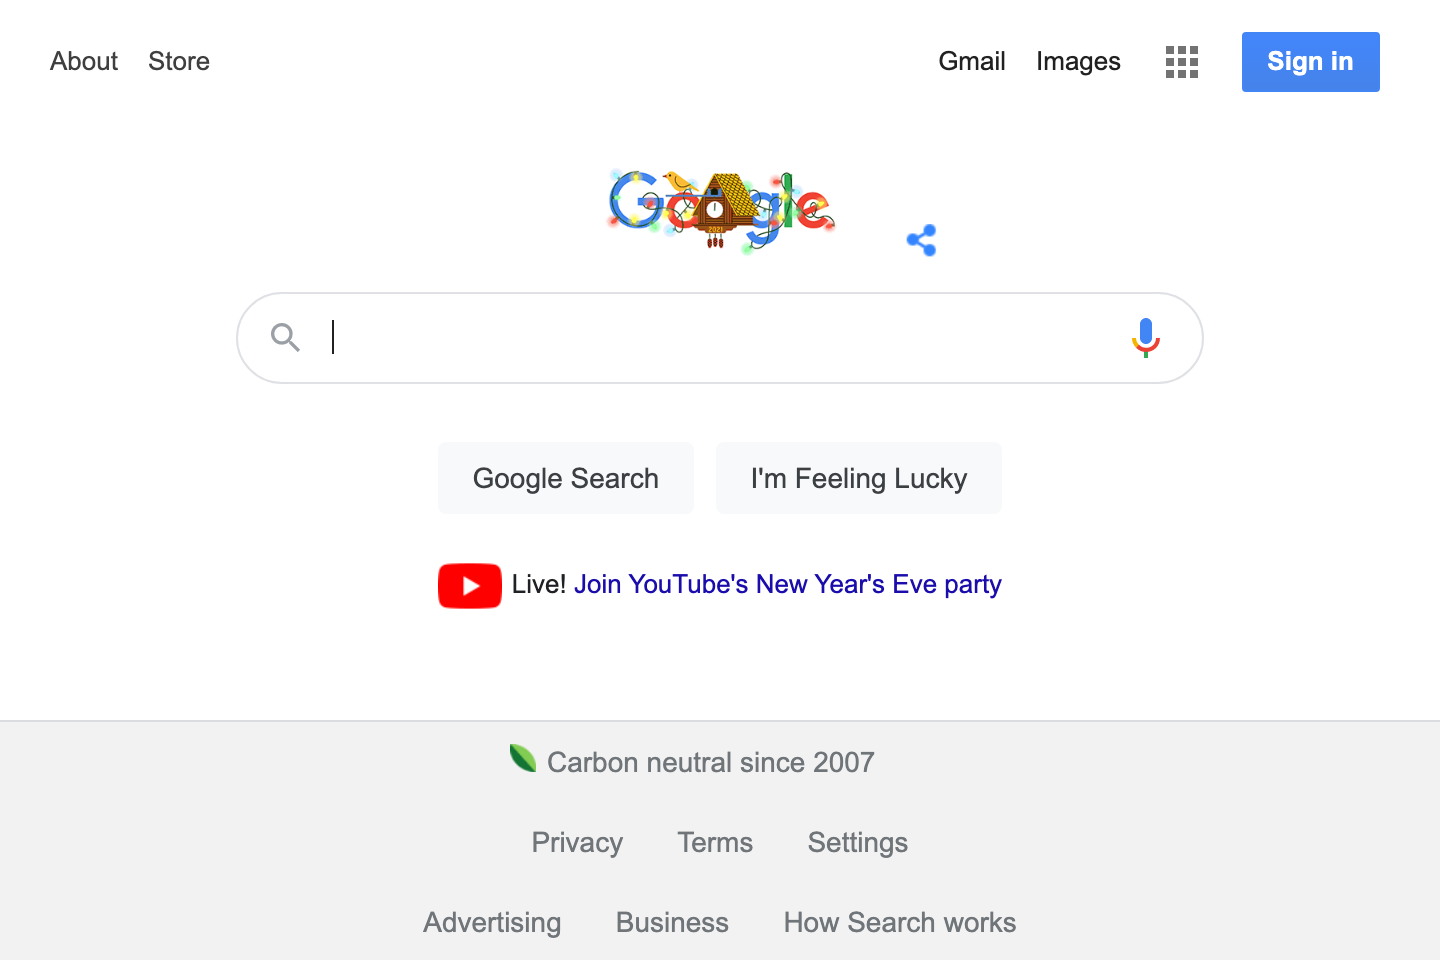 About Store Gmail Images Sign in
Google
2021
Google Search I'm Feeling Lucky
Live! Join YouTube's New Year's Eve party
Carbon neutral since 2007
Privacy Terms Settings
Advertising Business How Search works